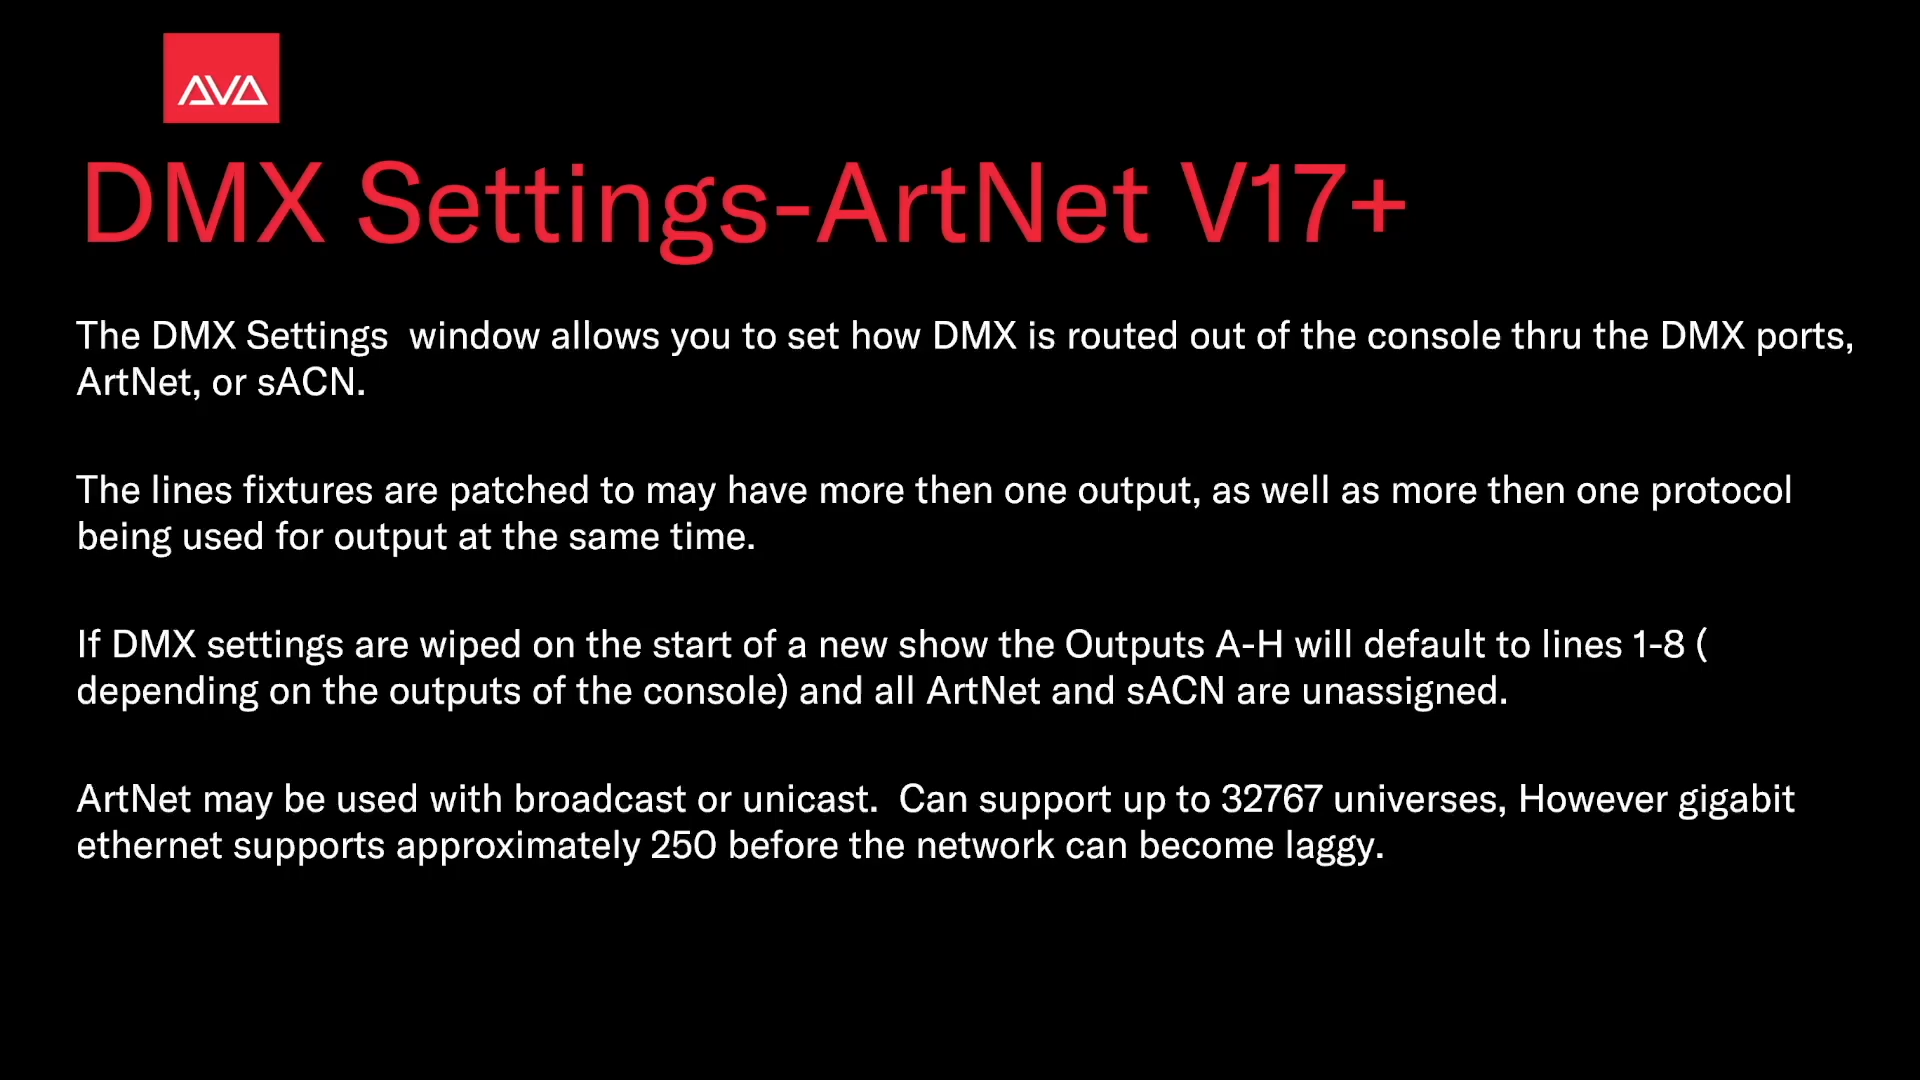 AVA
DMX Settings-ArtNet V17+
The DMX Settings  window allows you to set how DMX is routed out of the console thru the DMX ports,
ArtNet, or sACN.
The lines fixtures are patched to may have more then one output, as well as more then one protocol
being used for output at the same time.
If DMX settings are wiped on the start of a new show the Outputs A-H will default to lines 1-8 (
depending on the outputs of the console) and all ArtNet and sACN are unassigned.
ArtNet may be used with broadcast or unicast.  Can support up to 32767 universes, However gigabit
ethernet supports approximately 250 before the network can become laggy.